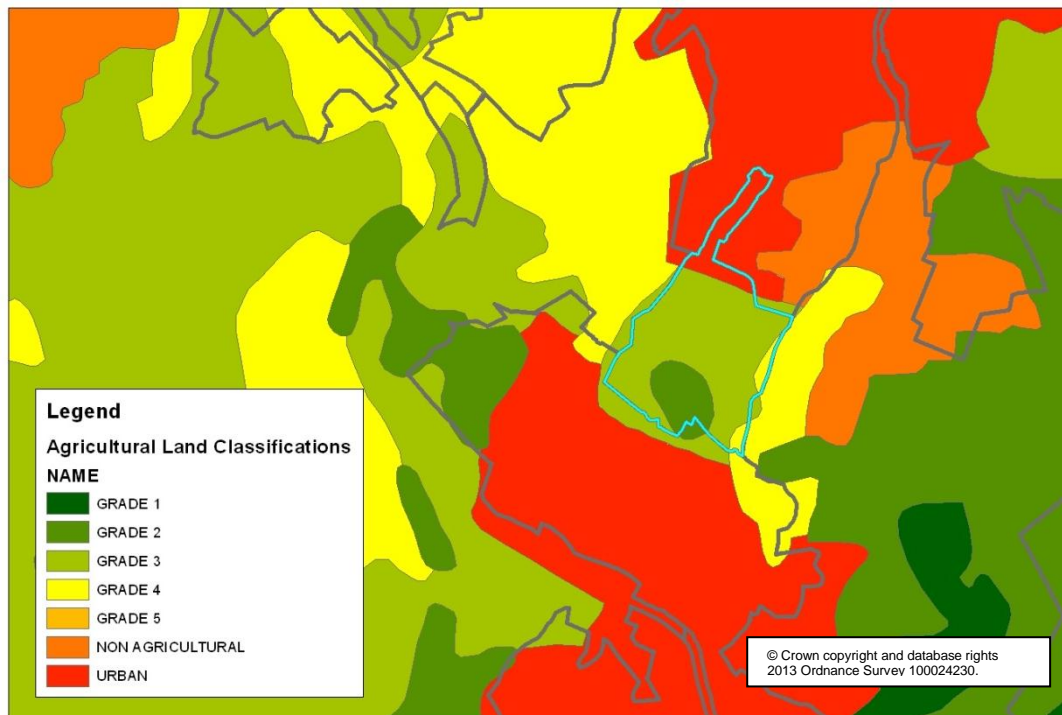 Legend
Agricultural Land Classifications
NAME
GRADE 1
GRADE 2
GRADE 3
GRADE 4
GRADE 5
NON AGRICULTURAL
URBAN
© Crown copyright and database rights
2013 Ordnance Survey 100024230.